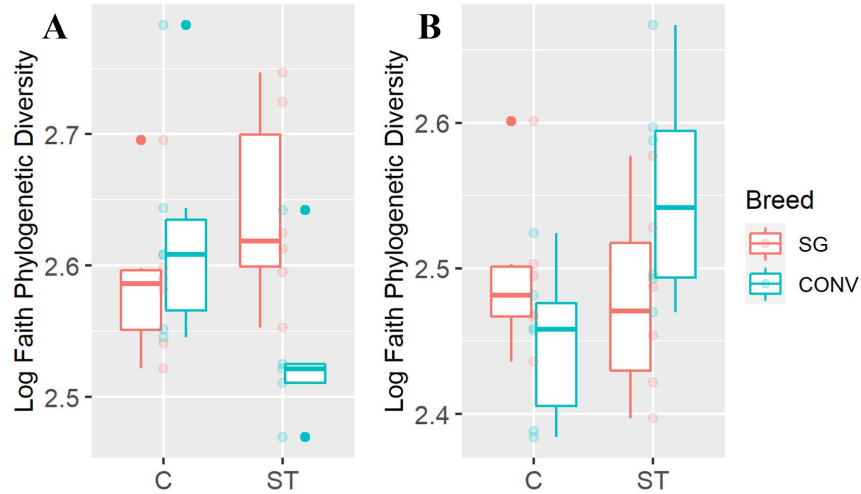 A
Log Faith Phylogenetic Diversity
2.7
2.6
2.5
C
ST
B
Log Faith Phylogenetic Diversity
2.6
2.5
2.4
C
ST
Breed
SG
CONV